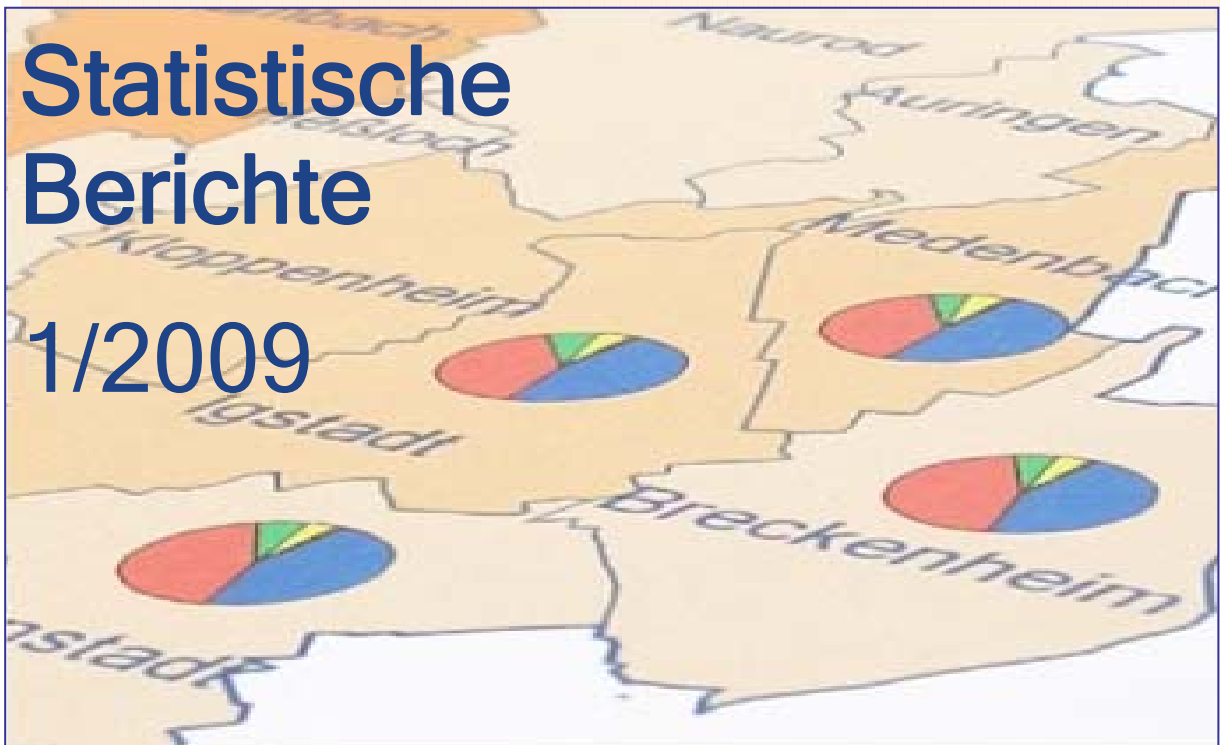 Statistische
Berichte
1/2009
Naurod
Auringen
Kloppenheim
Medenbach
Igstadt
Breckenheim